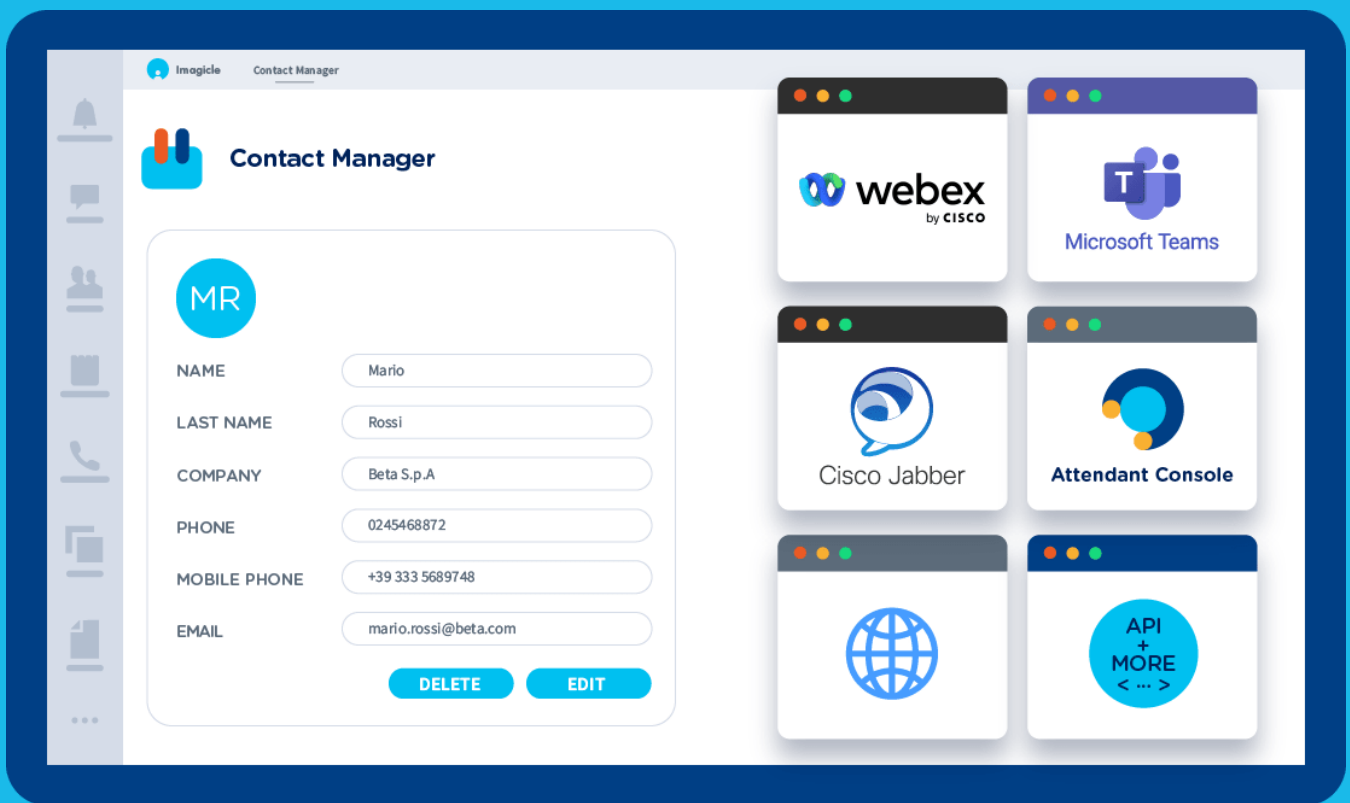 Imagicle Contact Manager
Contact Manager
MR
NAME Mario
LAST NAME Rossi
COMPANY Beta S.p.A
PHONE 0245468872
MOBILE PHONE +39 333 5689748
EMAIL mario.rossi@beta.com
DELETE EDIT
webex
by CISCO
T
Microsoft Teams
Cisco Jabber
Attendant Console
API
+
MORE
< ··· >